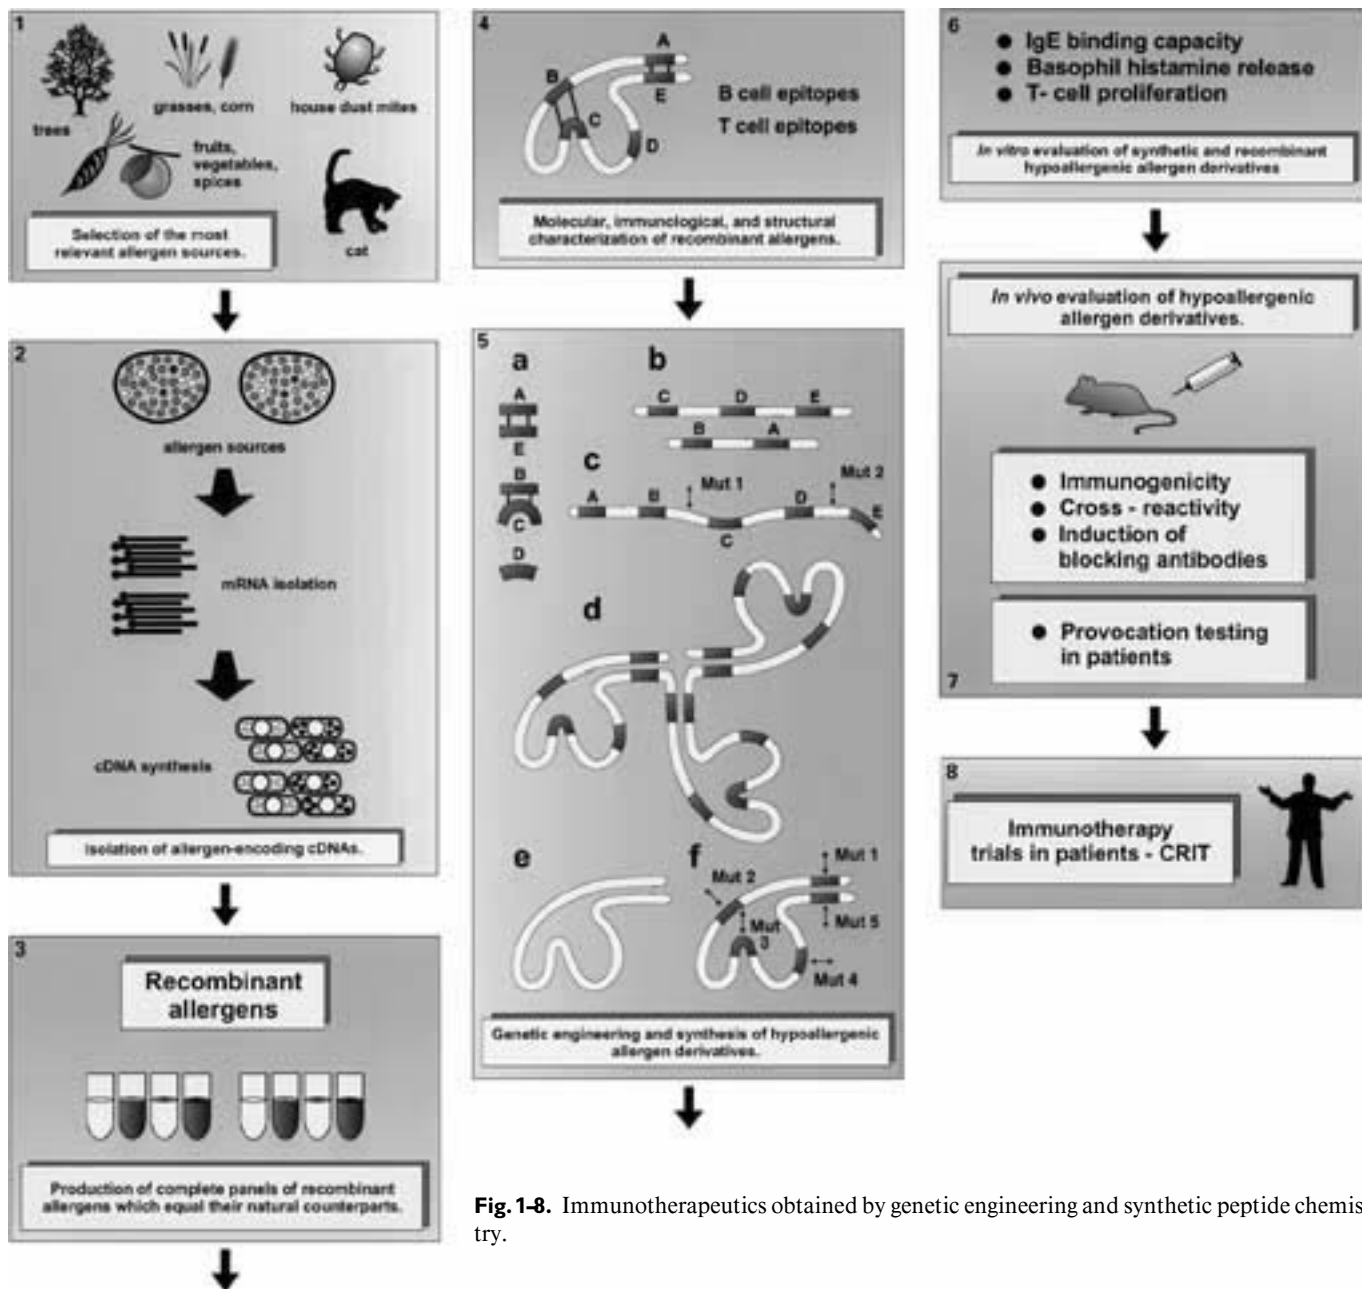 1
trees
grasses, corn
house dust mites
fruits,
vegetables,
spices
cat
Selection of the most
relevant allergen sources.
2
allergen sources
mRNA isolation
cDNA synthesis
Isolation of allergen-encoding cDNAs.
3
Recombinant
allergens
Production of complete panels of recombinant
allergens which equal their natural counterparts.
4
A
B
E
C
D
B cell epitopes
T cell epitopes
Molecular, immunological, and structural
characterization of recombinant allergens.
5
a
A
E
B
C
D
b
C D E
B A
c
Mut 1
Mut 2
A B C D E
d
e
f
Mut 1
Mut 2
Mut
3
Mut 5
Mut 4
Genetic engineering and synthesis of hypoallergenic
allergen derivatives.
6
● IgE binding capacity
● Basophil histamine release
● T- cell proliferation
In vitro evaluation of synthetic and recombinant
hypoallergenic allergen derivatives
In vivo evaluation of hypoallergenic
allergen derivatives.
● Immunogenicity
● Cross - reactivity
● Induction of
blocking antibodies
● Provocation testing
in patients
7
8
Immunotherapy
trials in patients - CRIT
Fig. 1-8. Immunotherapeutics obtained by genetic engineering and synthetic peptide chemis
try.